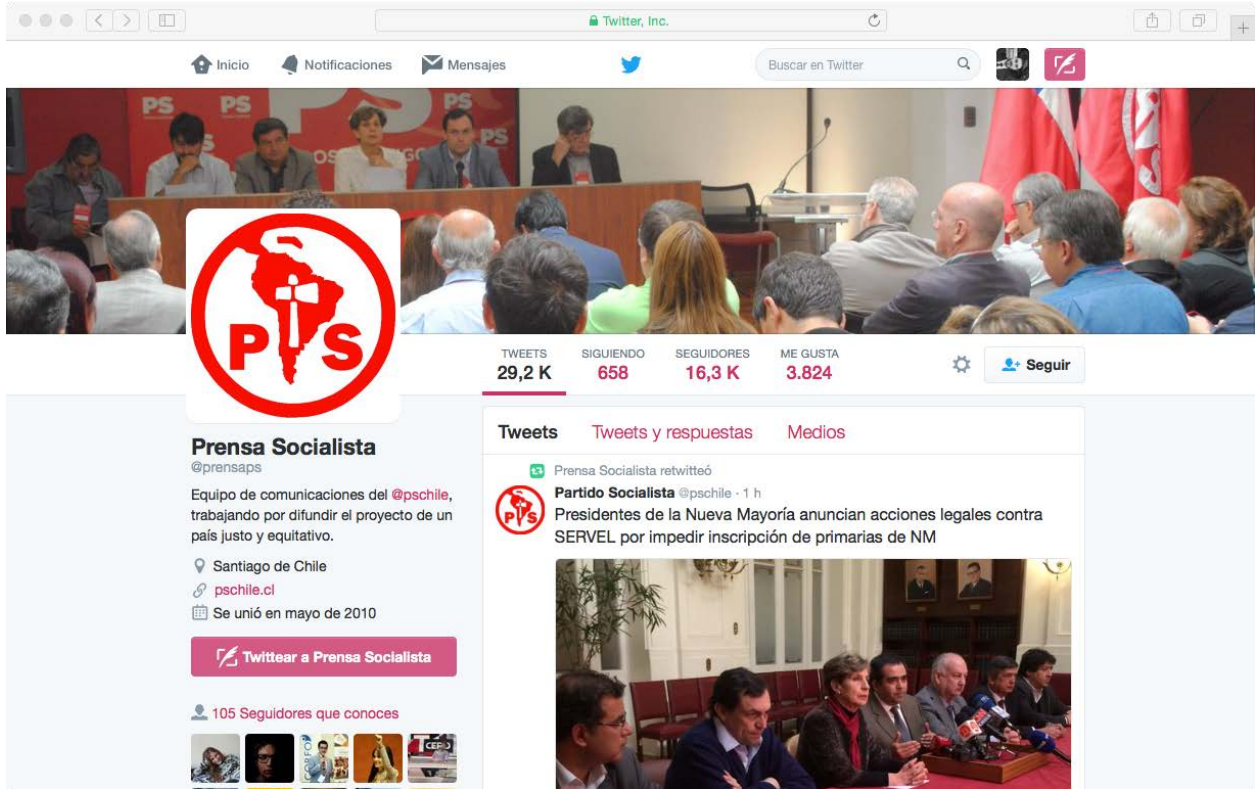 Twitter, Inc.
Inicio
Notificaciones
Mensajes
Buscar en Twitter
PS
PS
PS
PS
PS
PS
TWEETS
29,2 K
SIGUIENDO
658
SEGUIDORES
16,3 K
ME GUSTA
3.824
Seguir
Prensa Socialista
@prensaps
Equipo de comunicaciones del @pschile,
trabajando por difundir el proyecto de un
país justo y equitativo.
Santiago de Chile
pschile.cl
Se unió en mayo de 2010
Twittear a Prensa Socialista
105 Seguidores que conoces
CORFO
CERO
Tweets
Tweets y respuestas
Medios
Prensa Socialista retwitteó
PS
Partido Socialista @pschile · 1 h
Presidentes de la Nueva Mayoría anuncian acciones legales contra
SERVEL por impedir inscripción de primarias de NM